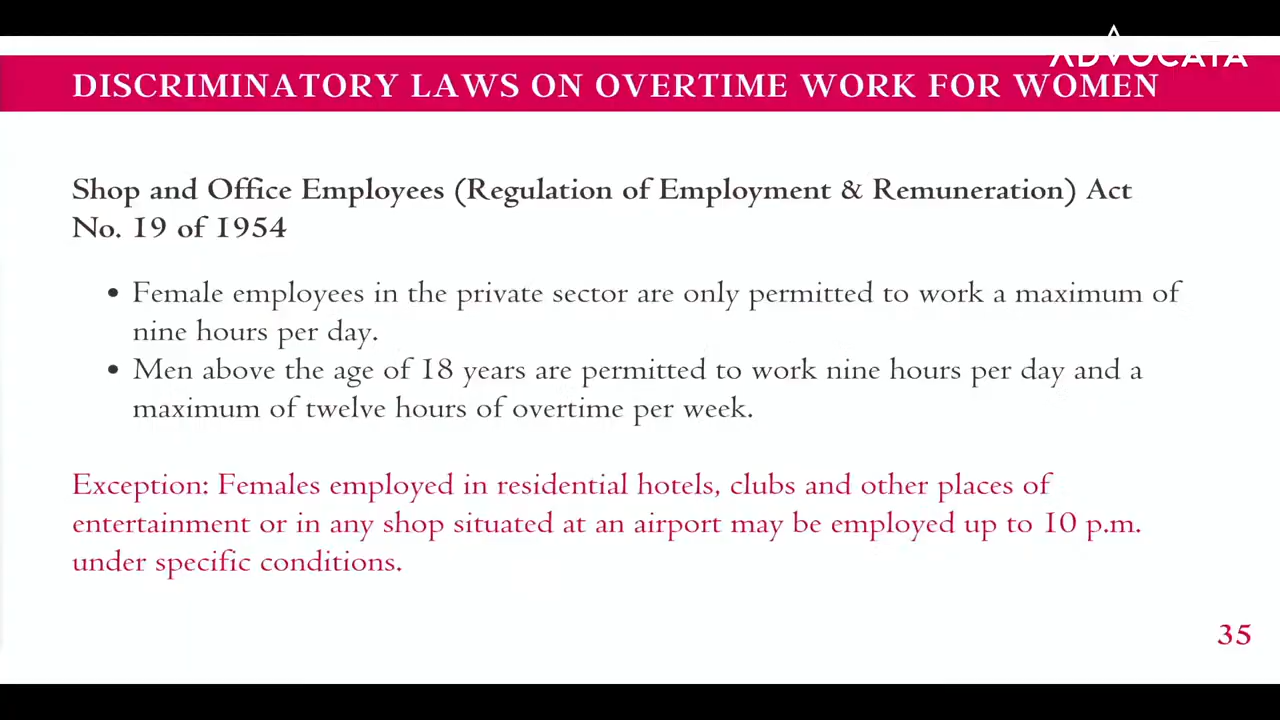 ADVOCATA
DISCRIMINATORY LAWS ON OVERTIME WORK FOR WOMEN
Shop and Office Employees (Regulation of Employment & Remuneration) Act
No. 19 of 1954
• Female employees in the private sector are only permitted to work a maximum of
nine hours per day.
• Men above the age of 18 years are permitted to work nine hours per day and a
maximum of twelve hours of overtime per week.
Exception: Females employed in residential hotels, clubs and other places of
entertainment or in any shop situated at an airport may be employed up to 10 p.m.
under specific conditions.
35